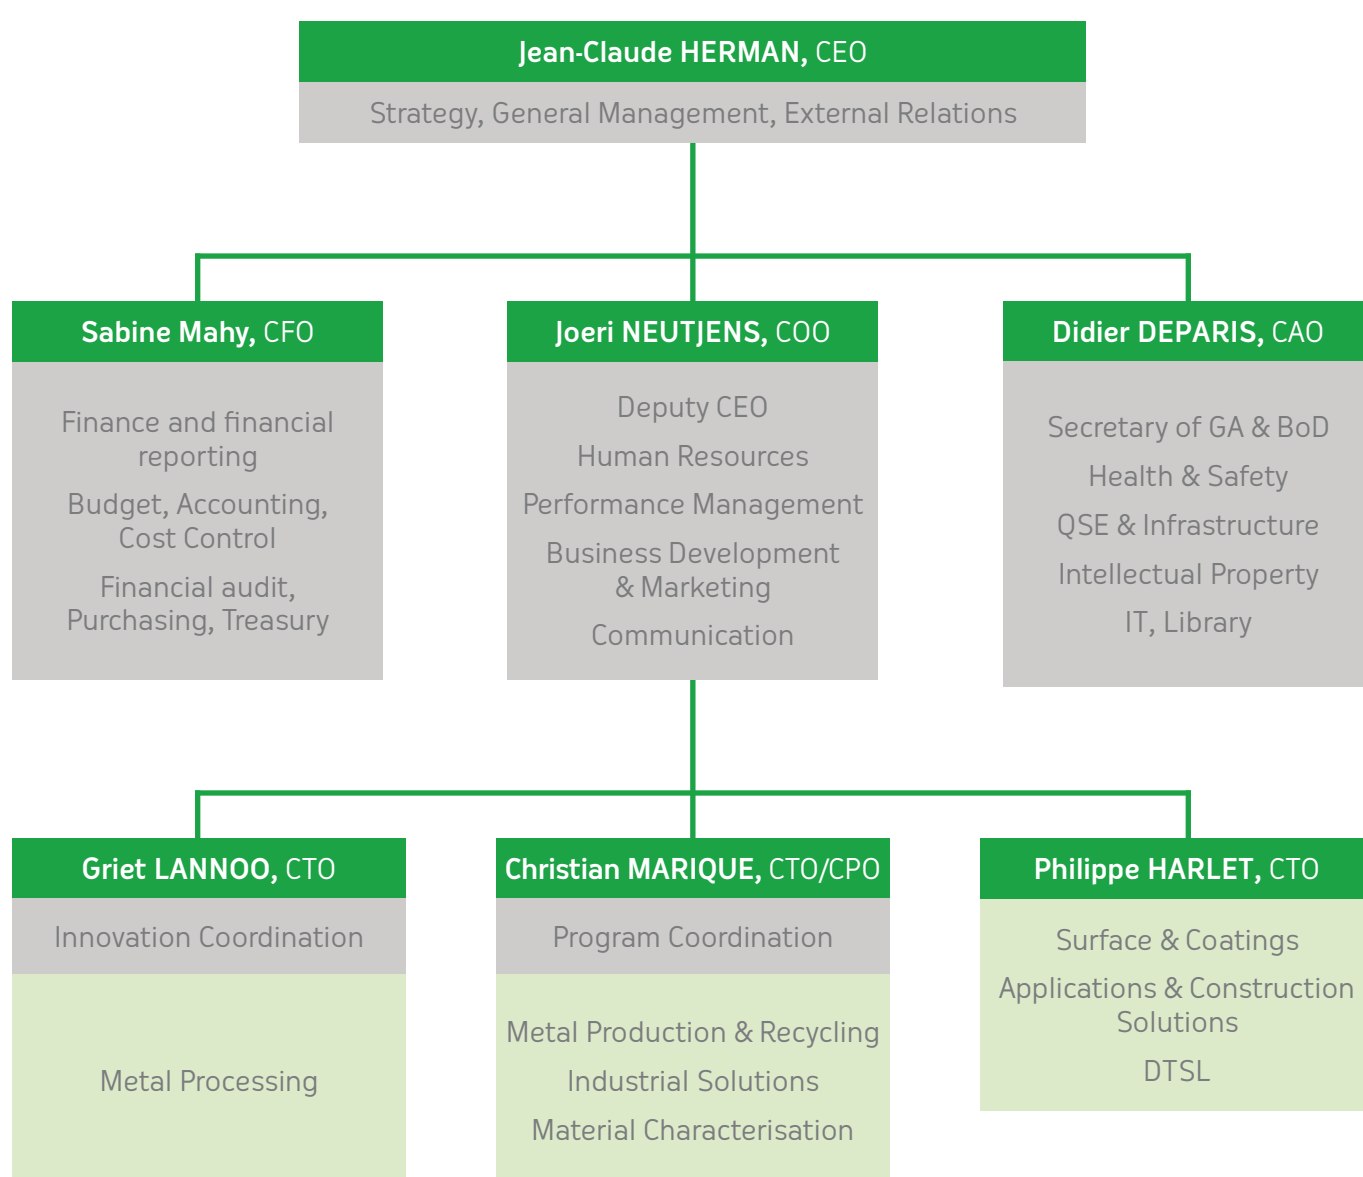 Jean-Claude HERMAN, CEO
Strategy, General Management, External Relations
Sabine Mahy, CFO
Finance and financial
reporting
Budget, Accounting,
Cost Control
Financial audit,
Purchasing, Treasury
Joeri NEUTJENS, COO
Deputy CEO
Human Resources
Performance Management
Business Development
& Marketing
Communication
Didier DEPARIS, CAO
Secretary of GA & BoD
Health & Safety
QSE & Infrastructure
Intellectual Property
IT, Library
Griet LANNOO, CTO
Innovation Coordination
Metal Processing
Christian MARIQUE, CTO/CPO
Program Coordination
Metal Production & Recycling
Industrial Solutions
Material Characterisation
Philippe HARLET, CTO
Surface & Coatings
Applications & Construction
Solutions
DTSL